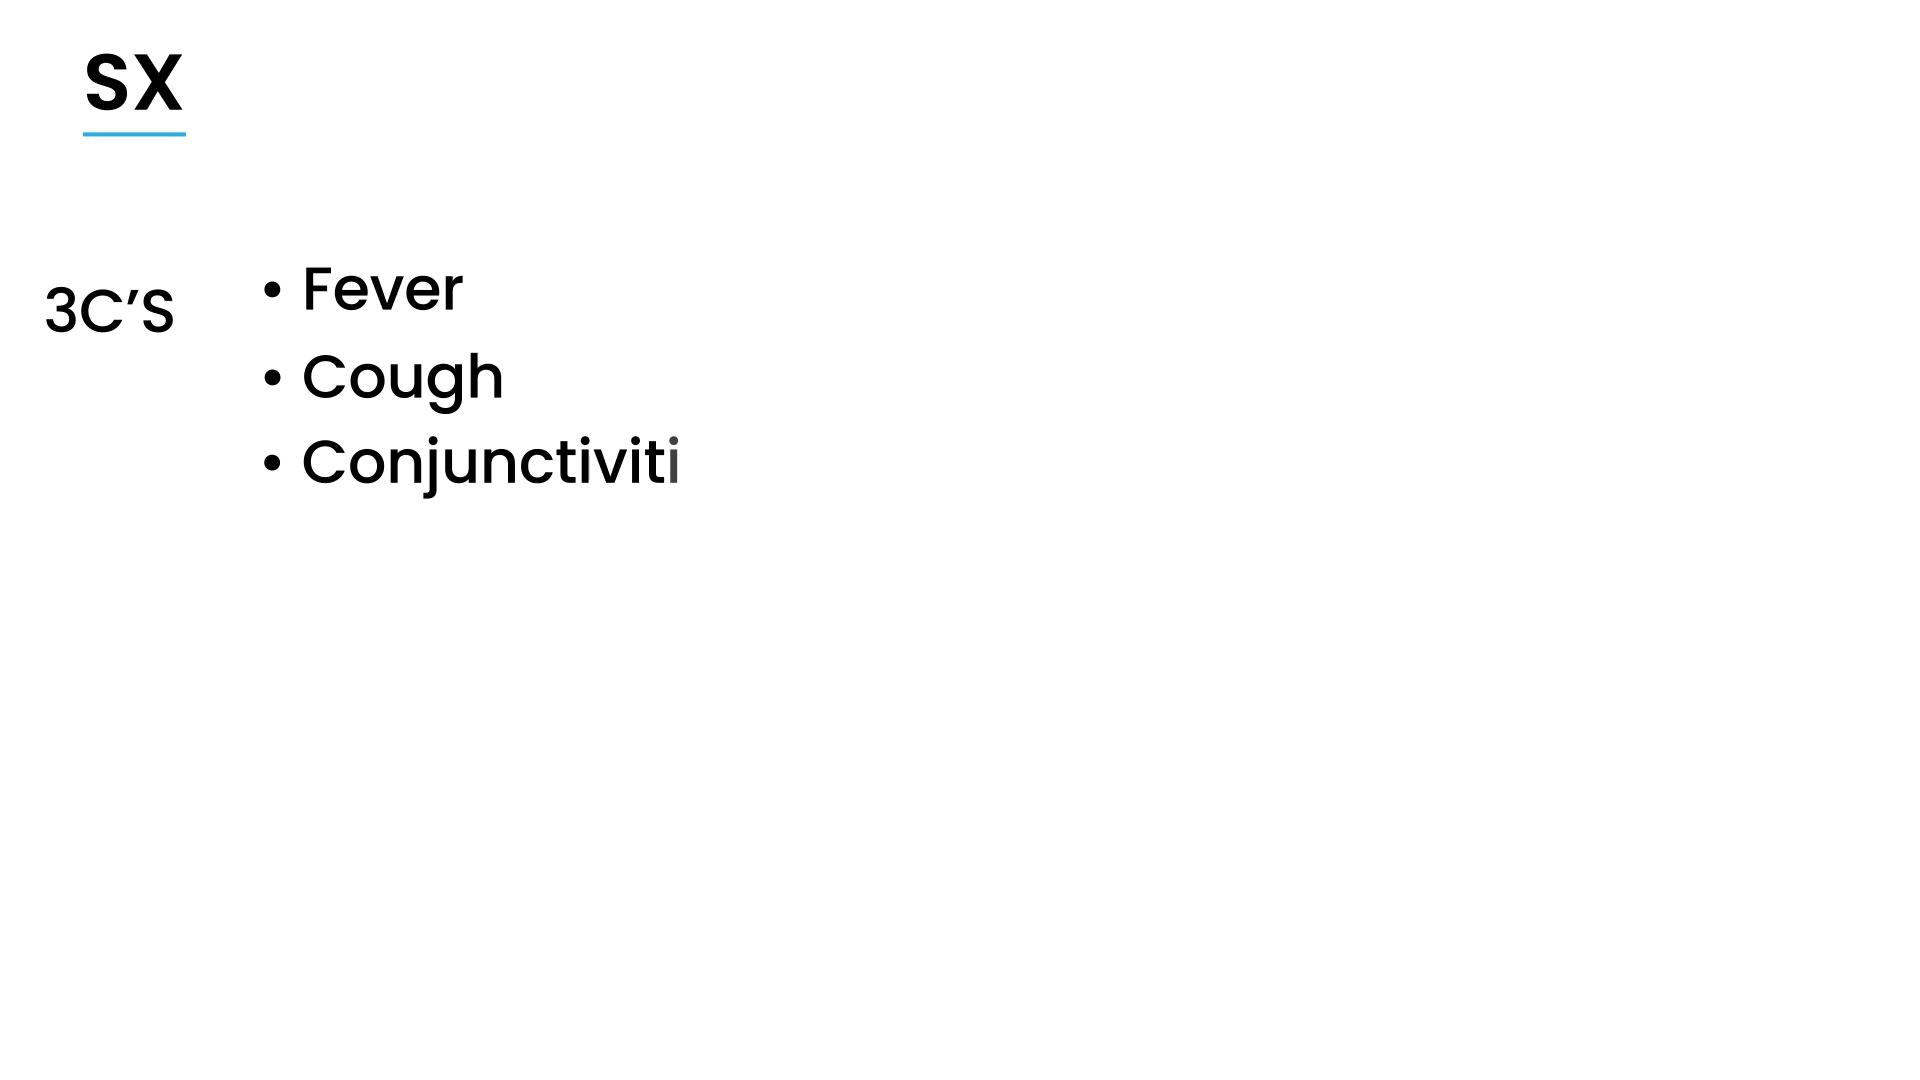 SX
3C’S
• Fever
• Cough
• Conjunctiviti